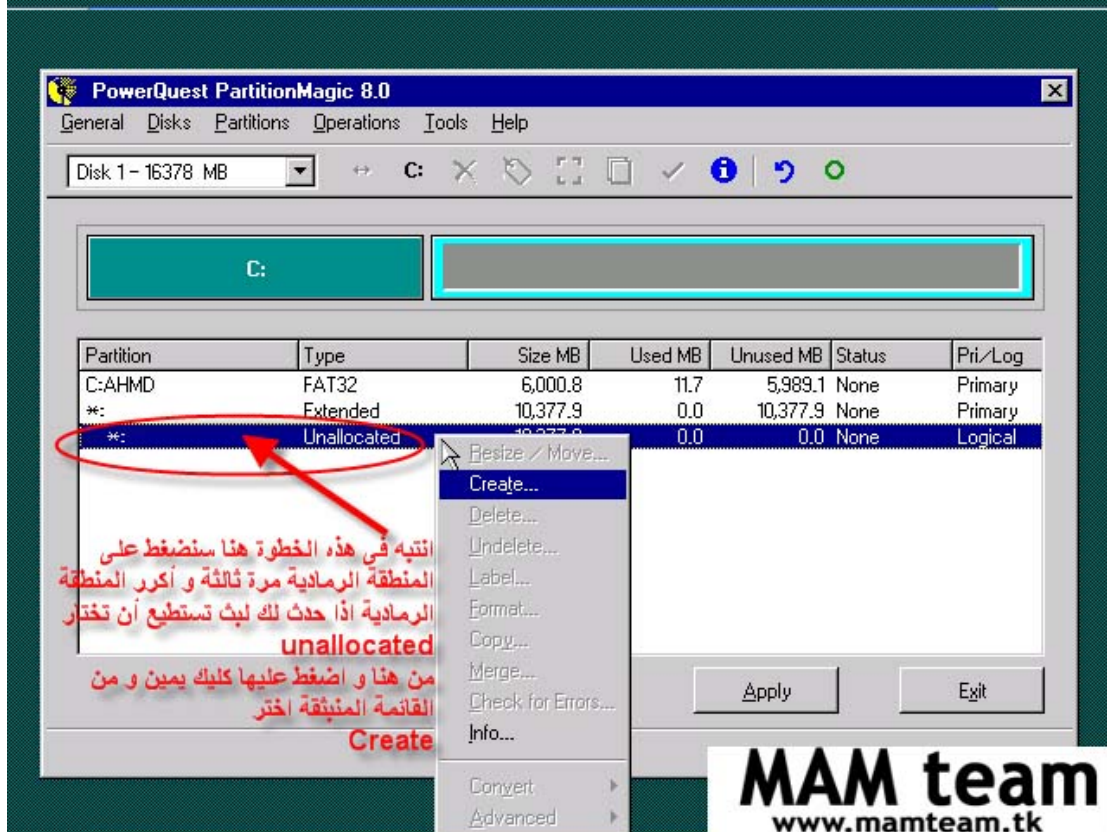 PowerQuest PartitionMagic 8.0
General Disks Partitions Operations Tools Help
Disk 1 - 16378 MB C:
C:
Partition Type Size MB Used MB Unused MB Status Pri/Log
C:AHMD FAT32 6,000.8 11.7 5,989.1 None Primary
*: Extended 10,377.9 0.0 10,377.9 None Primary
*: Unallocated 0.0 0.0 None Logical
Resize / Move...
Create...
Delete...
Undelete...
Label...
Format...
Copy...
Merge...
Check for Errors...
Info...
Convert
Advanced
انتبه في هذه الخطوة هنا سنضغط على
المنطقة الرمادية مرة ثالثة و أكرر المنطقة
الرمادية اذا حدث لك لبث تستطيع أن تختار
unallocated
من هنا و اضغط عليها كليك يمين و من
القائمة المنبثقة اختر
Create
Apply Exit
MAM team
www.mamteam.tk